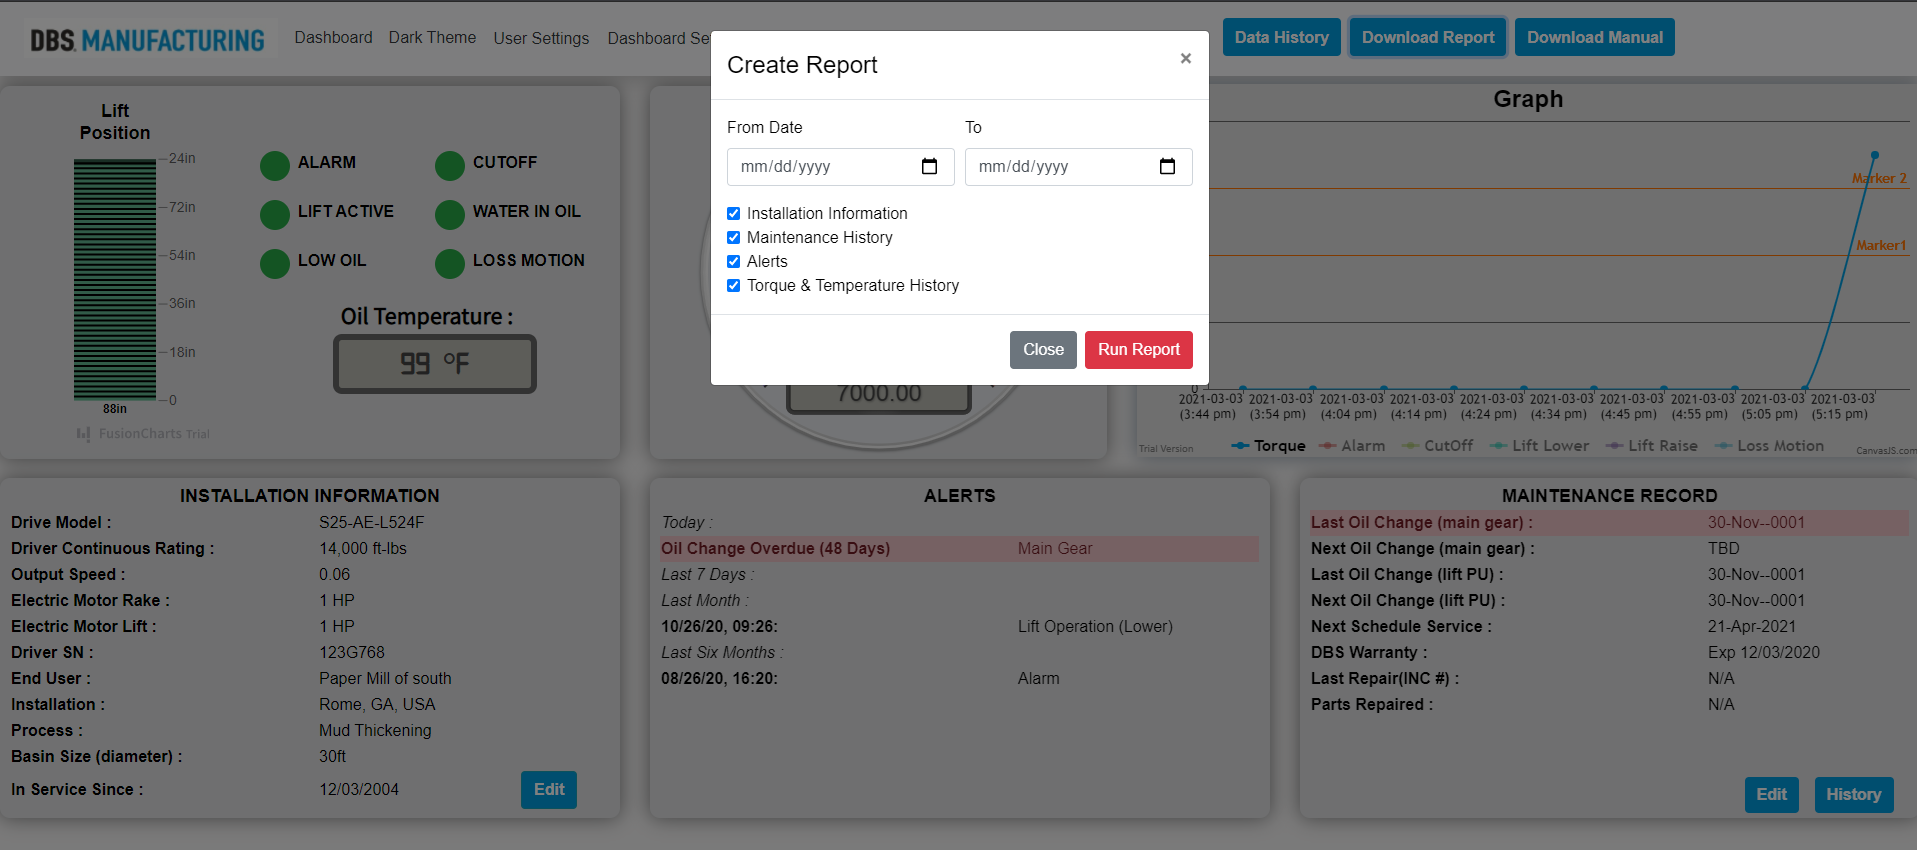 DBS MANUFACTURING
Dashboard Dark Theme User Settings Dashboard Se
Data History Download Report Download Manual
Create Report ×
From Date To
mm/dd/yyyy mm/dd/yyyy
Installation Information
Maintenance History
Alerts
Torque & Temperature History
Close Run Report
Lift
Position
24in
72in
54in
36in
18in
0
88in
FusionCharts Trial
ALARM CUTOFF
LIFT ACTIVE WATER IN OIL
LOW OIL LOSS MOTION
Oil Temperature :
99 °F
7000.00
Graph
Marker 2
Marker1
0
2021-03-03 2021-03-03 2021-03-03 2021-03-03 2021-03-03 2021-03-03 2021-03-03 2021-03-03 2021-03-03 2021-03-03
(3:44 pm) (3:54 pm) (4:04 pm) (4:14 pm) (4:24 pm) (4:34 pm) (4:45 pm) (4:55 pm) (5:05 pm) (5:15 pm)
Torque Alarm CutOff Lift Lower Lift Raise Loss Motion
Trial Version CanvasJS.com
INSTALLATION INFORMATION
Drive Model : S25-AE-L524F
Driver Continuous Rating : 14,000 ft-lbs
Output Speed : 0.06
Electric Motor Rake : 1 HP
Electric Motor Lift : 1 HP
Driver SN : 123G768
End User : Paper Mill of south
Installation : Rome, GA, USA
Process : Mud Thickening
Basin Size (diameter) : 30ft
In Service Since : 12/03/2004
Edit
ALERTS
Today :
Oil Change Overdue (48 Days) Main Gear
Last 7 Days :
Last Month :
10/26/20, 09:26: Lift Operation (Lower)
Last Six Months :
08/26/20, 16:20: Alarm
MAINTENANCE RECORD
Last Oil Change (main gear) : 30-Nov--0001
Next Oil Change (main gear) : TBD
Last Oil Change (lift PU) : 30-Nov--0001
Next Oil Change (lift PU) : 30-Nov--0001
Next Schedule Service : 21-Apr-2021
DBS Warranty : Exp 12/03/2020
Last Repair(INC #) : N/A
Parts Repaired : N/A
Edit History